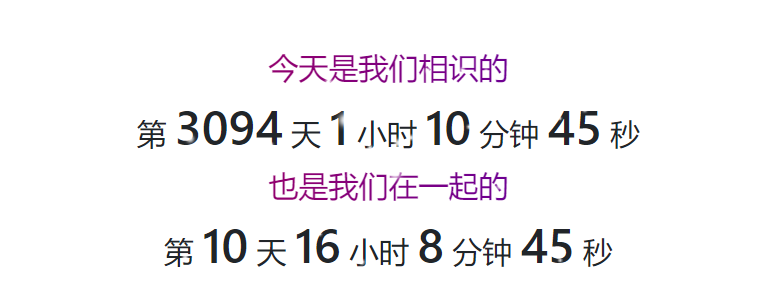 今天是我们相识的
第 3094 天 1 小时 10 分钟 45 秒
也是我们在一起的
第 10 天 16 小时 8 分钟 45 秒